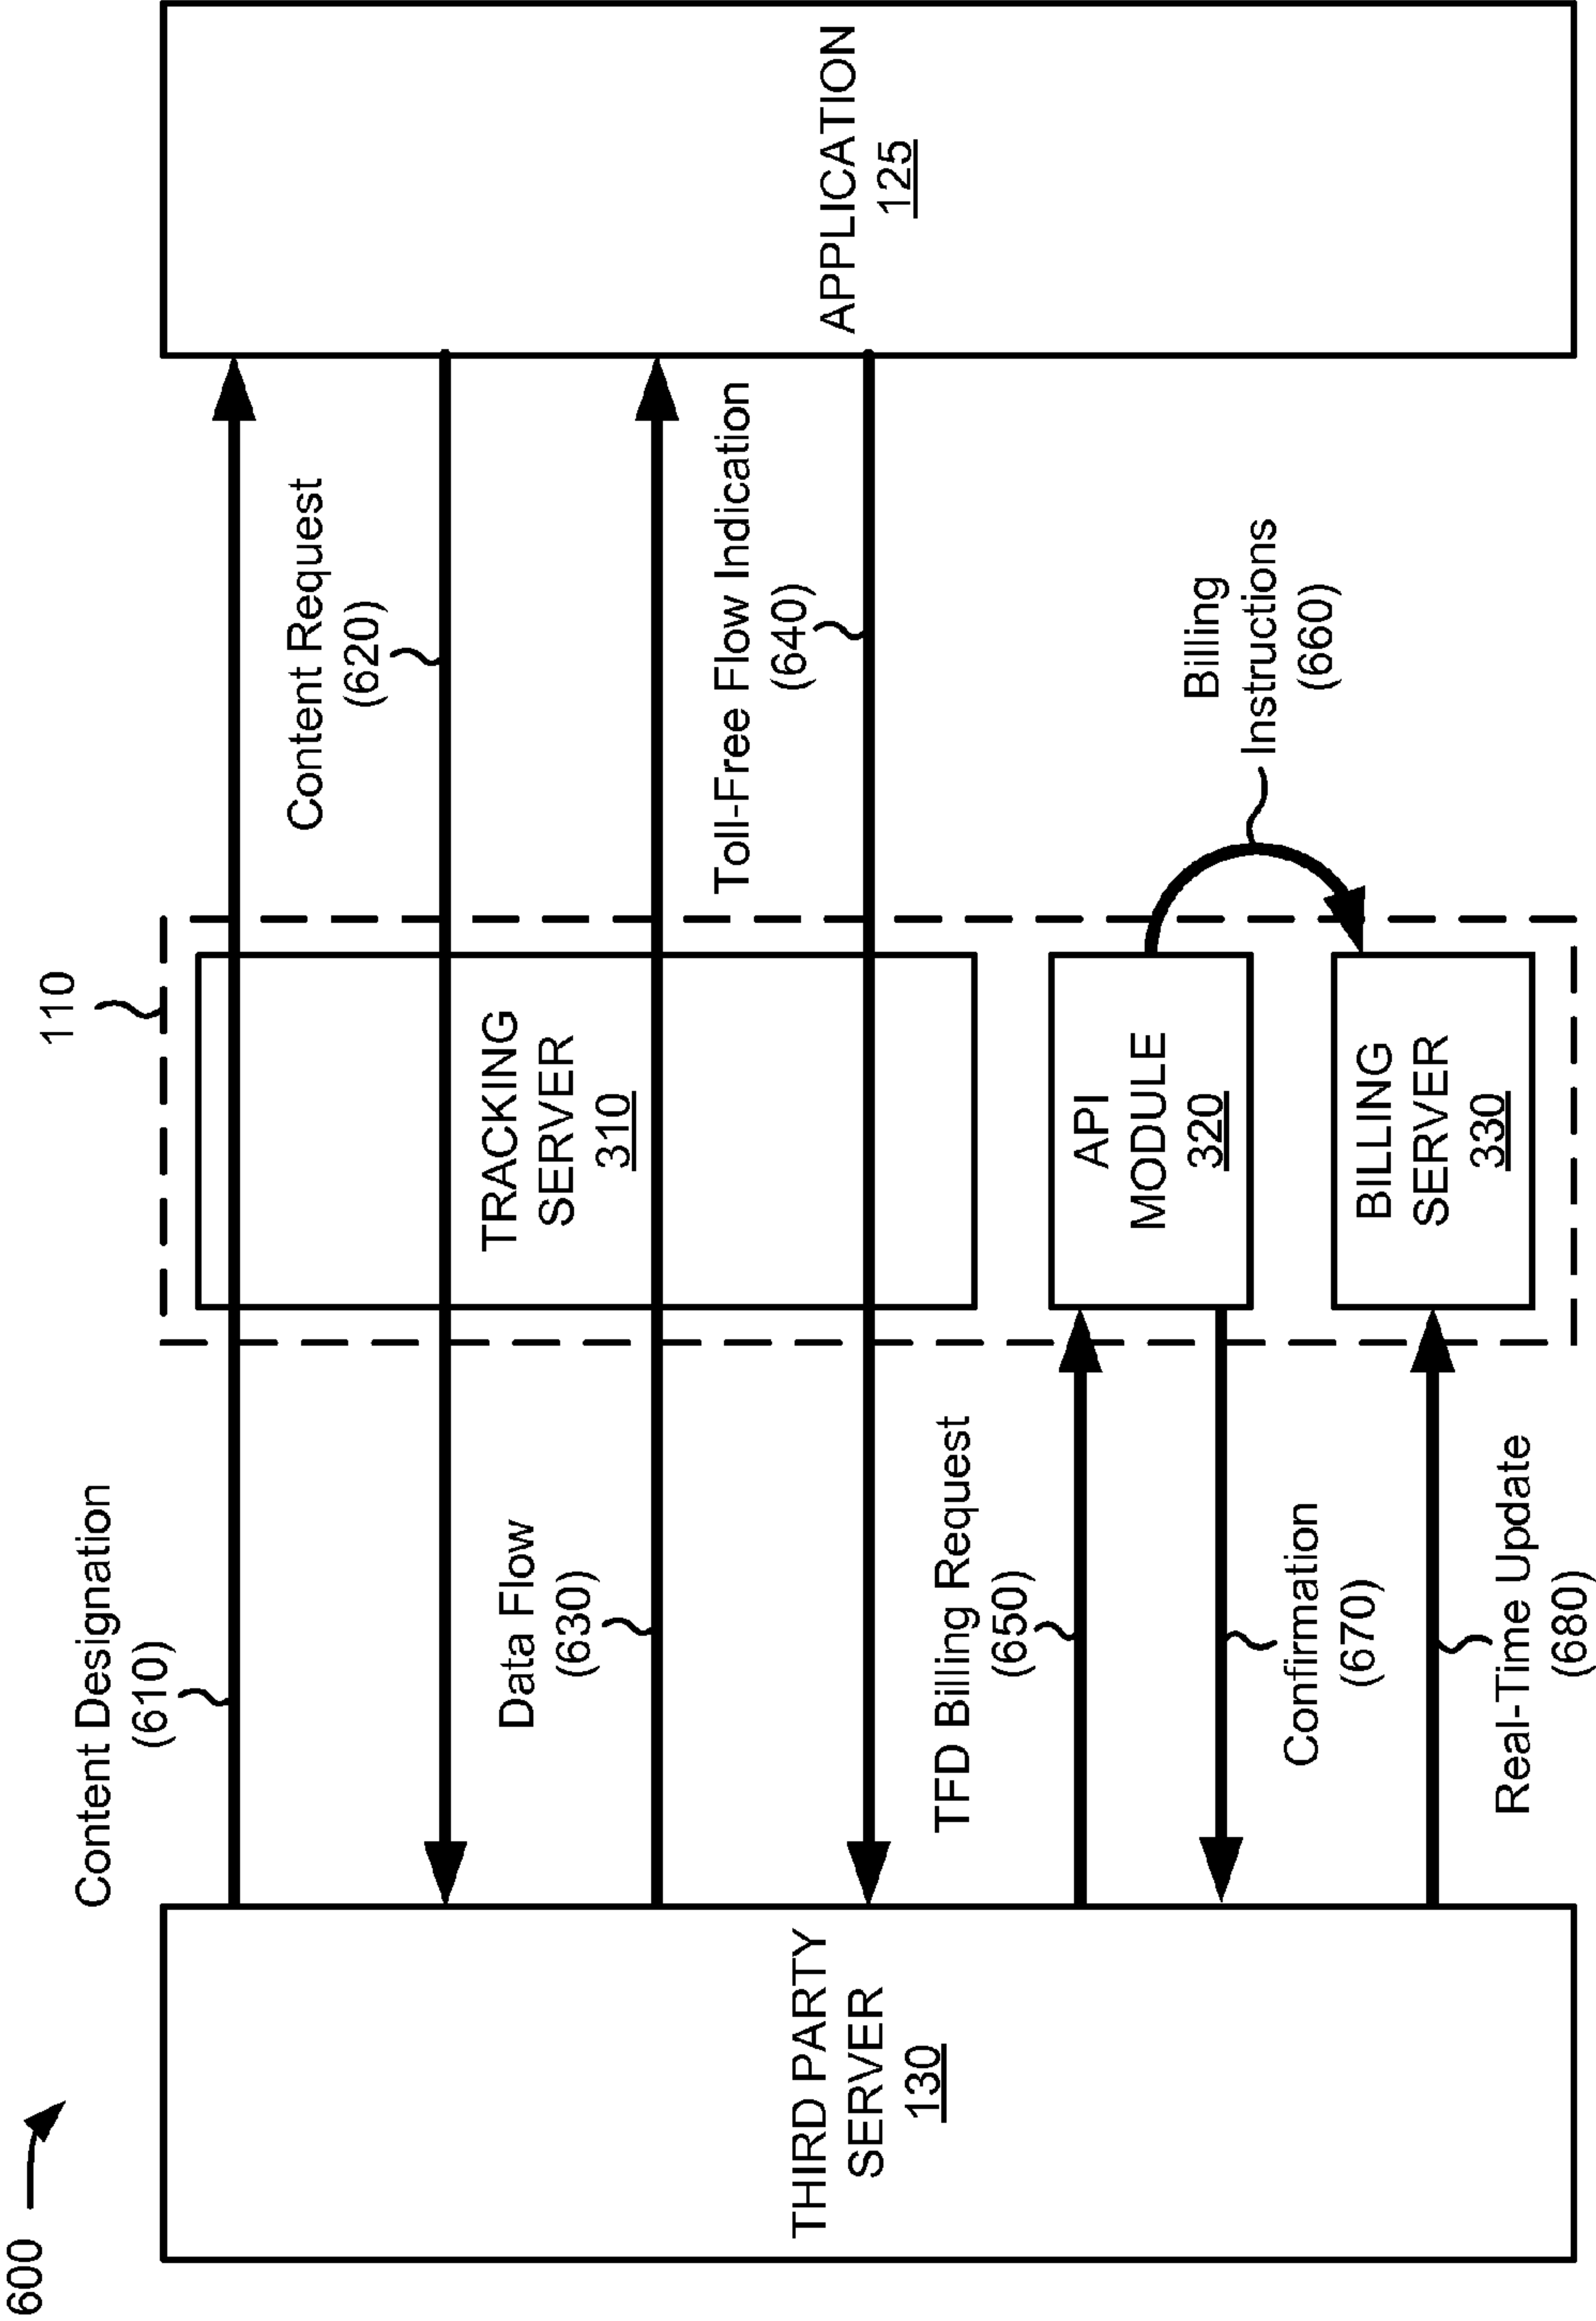 600
110
THIRD PARTY
SERVER
130
Content Designation
(610)
Content Request
(620)
Data Flow
(630)
Toll-Free Flow Indication
(640)
TRACKING
SERVER
310
TFD Billing Request
(650)
API
MODULE
320
Billing
Instructions
(660)
Confirmation
(670)
BILLING
SERVER
330
Real-Time Update
(680)
APPLICATION
125